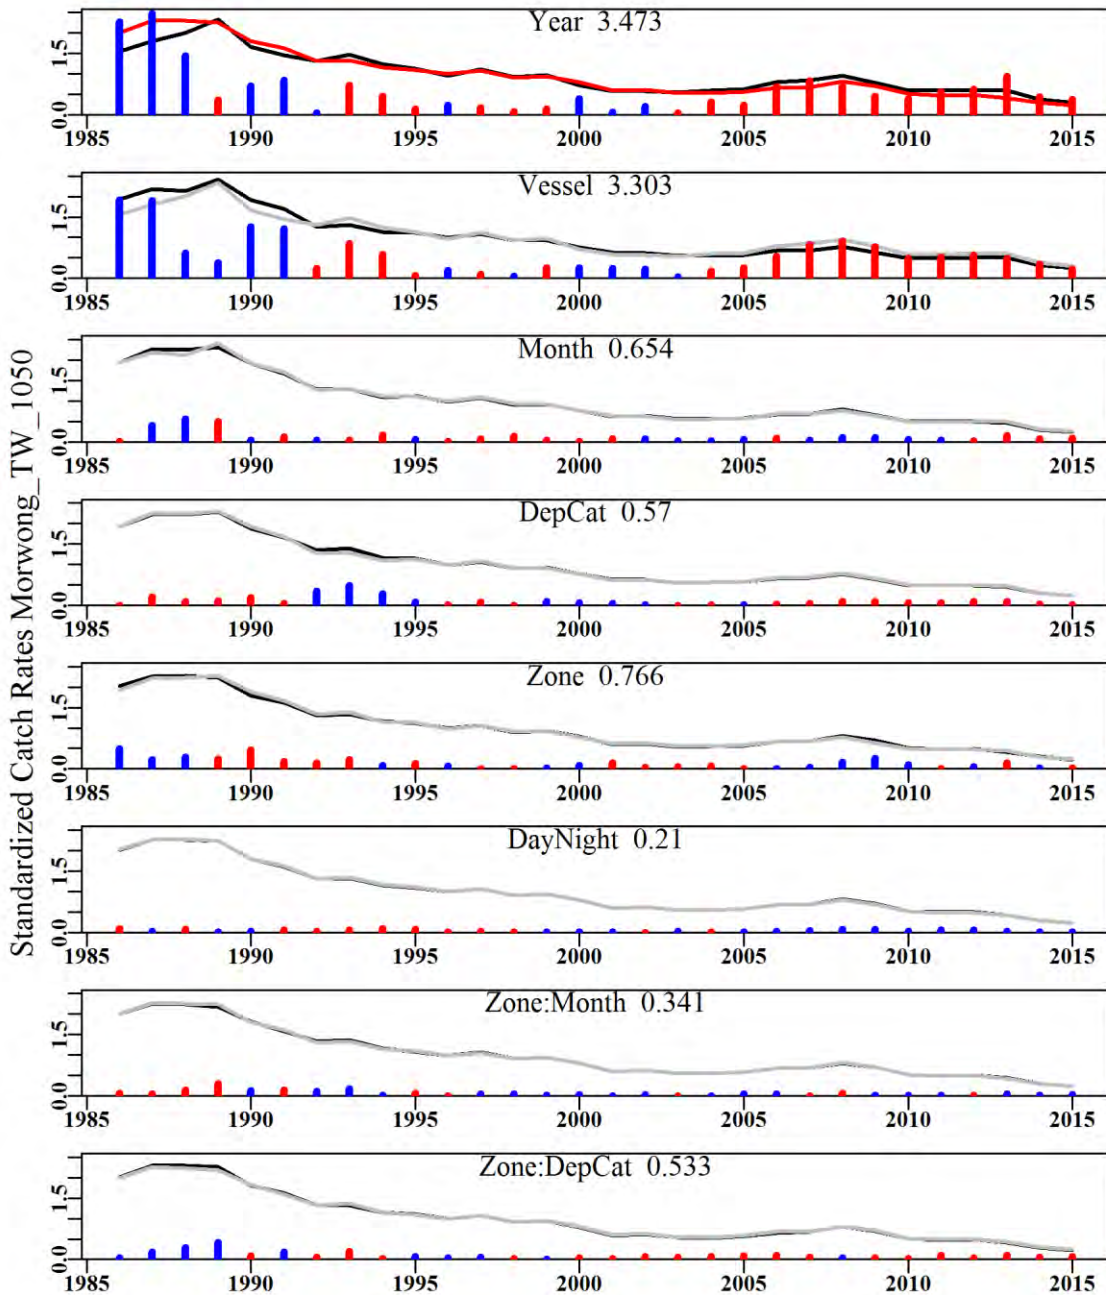 Standardized Catch Rates Morwong_TW_1050
Year 3.473
0.0 1.5
1985 1990 1995 2000 2005 2010 2015
Vessel 3.303
0.0 1.5
1985 1990 1995 2000 2005 2010 2015
Month 0.654
0.0 1.5
1985 1990 1995 2000 2005 2010 2015
DepCat 0.57
0.0 1.5
1985 1990 1995 2000 2005 2010 2015
Zone 0.766
0.0 1.5
1985 1990 1995 2000 2005 2010 2015
DayNight 0.21
0.0 1.5
1985 1990 1995 2000 2005 2010 2015
Zone:Month 0.341
0.0 1.5
1985 1990 1995 2000 2005 2010 2015
Zone:DepCat 0.533
0.0 1.5
1985 1990 1995 2000 2005 2010 2015